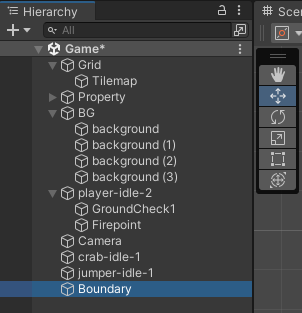 Hierarchy
All
Game*
Grid
Tilemap
Property
BG
background
background (1)
background (2)
background (3)
player-idle-2
GroundCheck1
Firepoint
Camera
crab-idle-1
jumper-idle-1
Boundary
# Scen